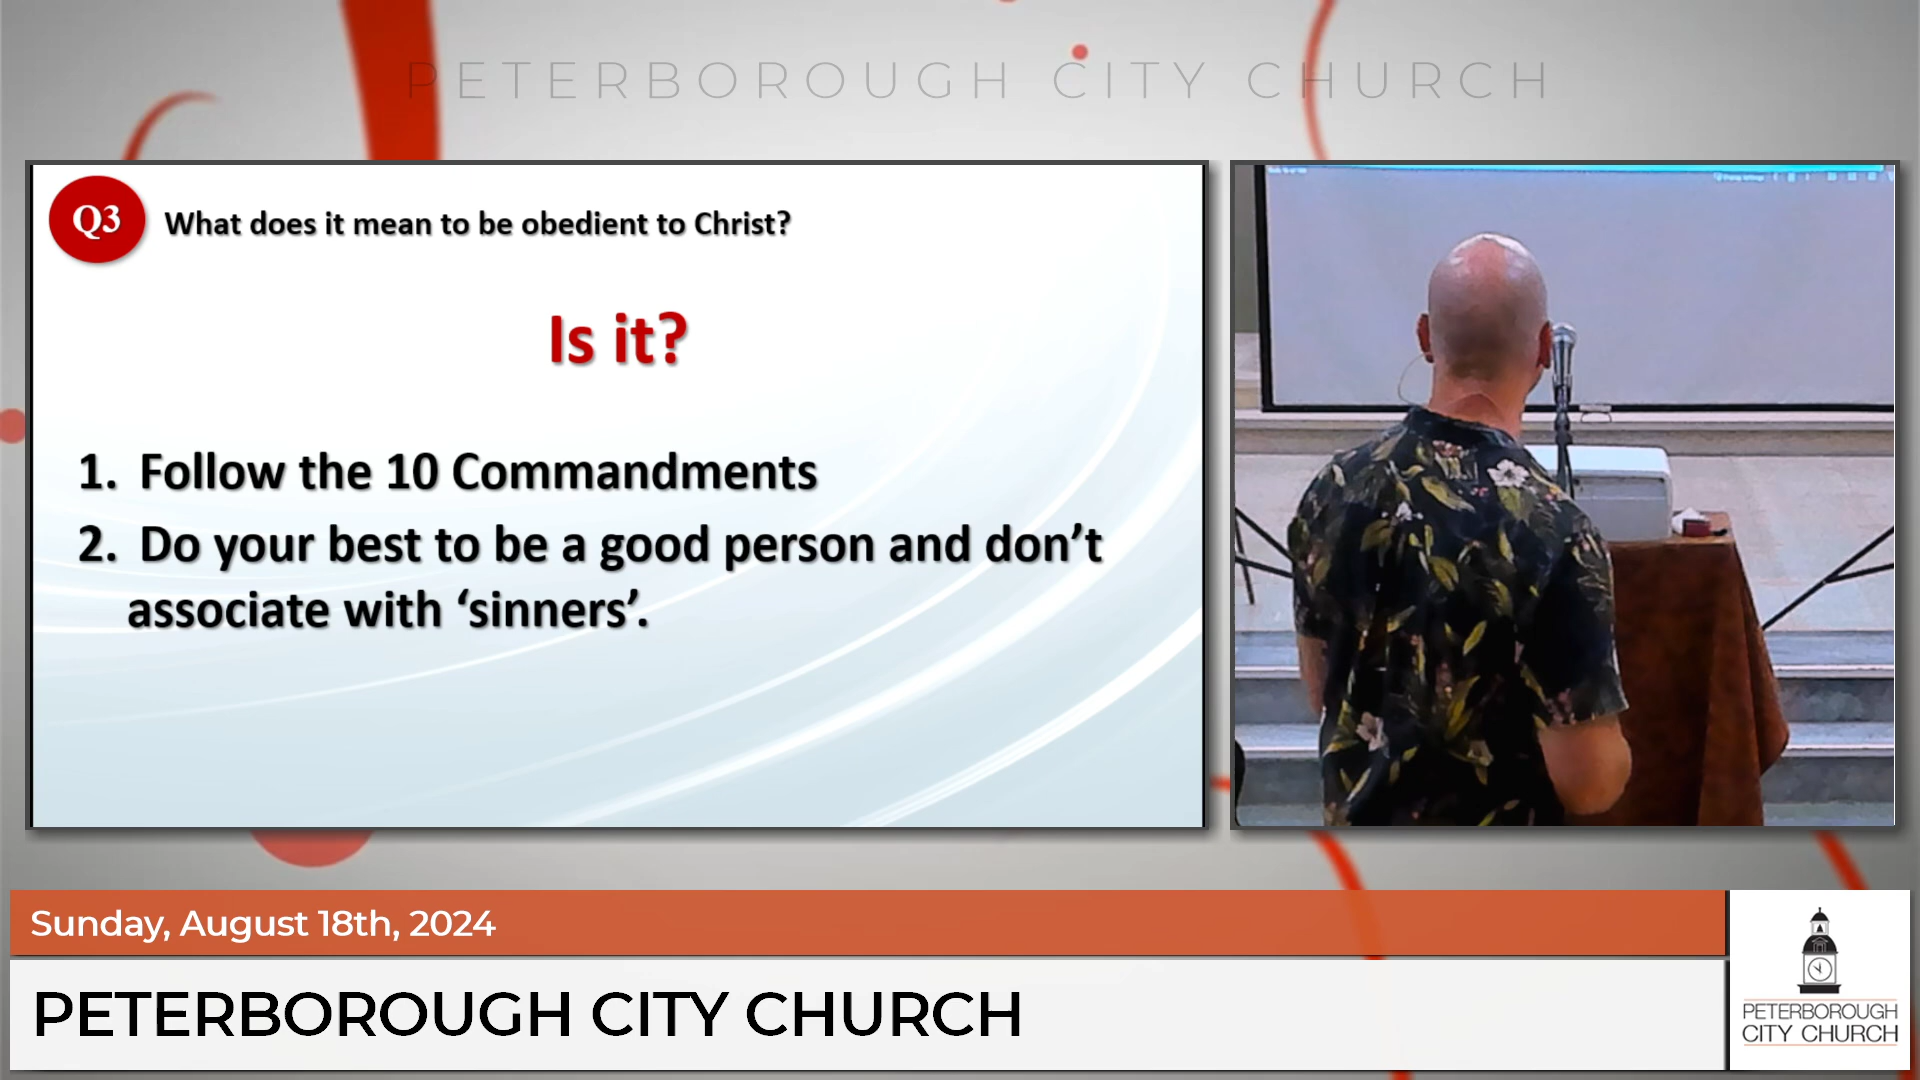 PETERBOROUGH CITY CHURCH
Q3
What does it mean to be obedient to Christ?
Is it?
1. Follow the 10 Commandments
2. Do your best to be a good person and don’t
associate with ‘sinners’.
Sunday, August 18th, 2024
PETERBOROUGH CITY CHURCH
PETERBOROUGH
CITY CHURCH